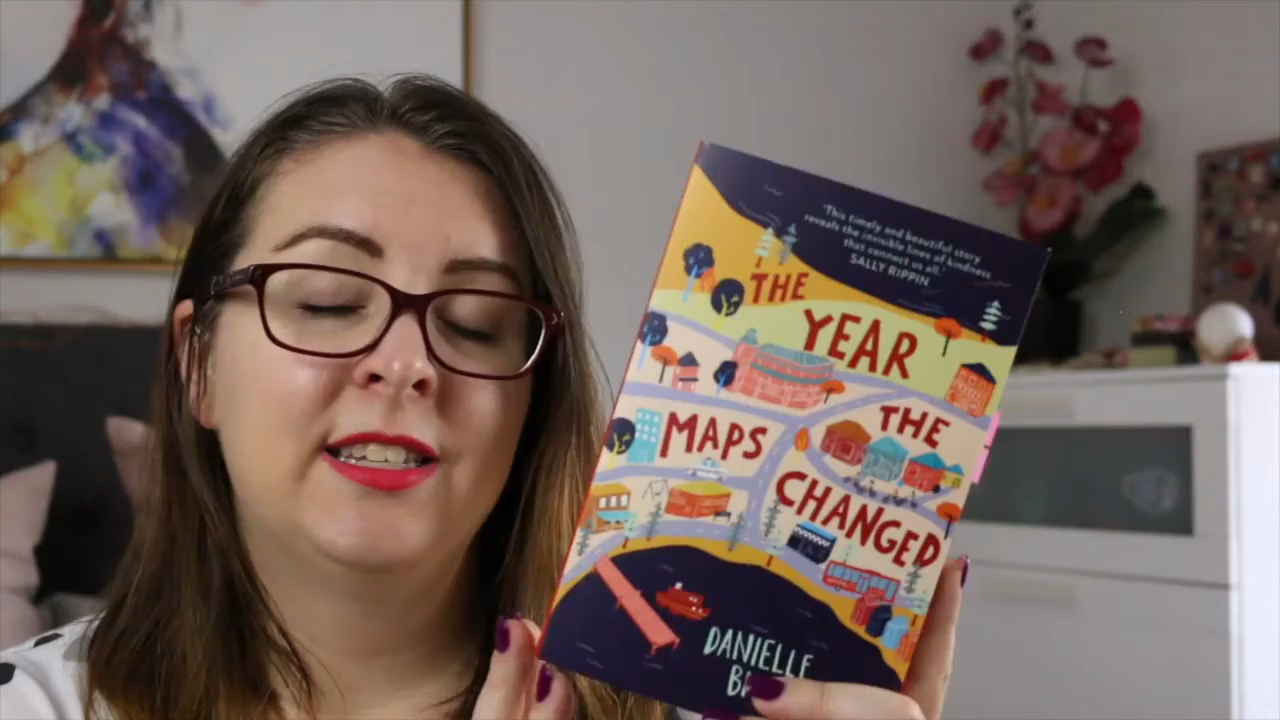 'This timely and beautiful story
reveals the invisible lines of kindness
that connect us all.'
SALLY RIPPIN
THE
YEAR
THE
MAPS
CHANGED
DANIELLE